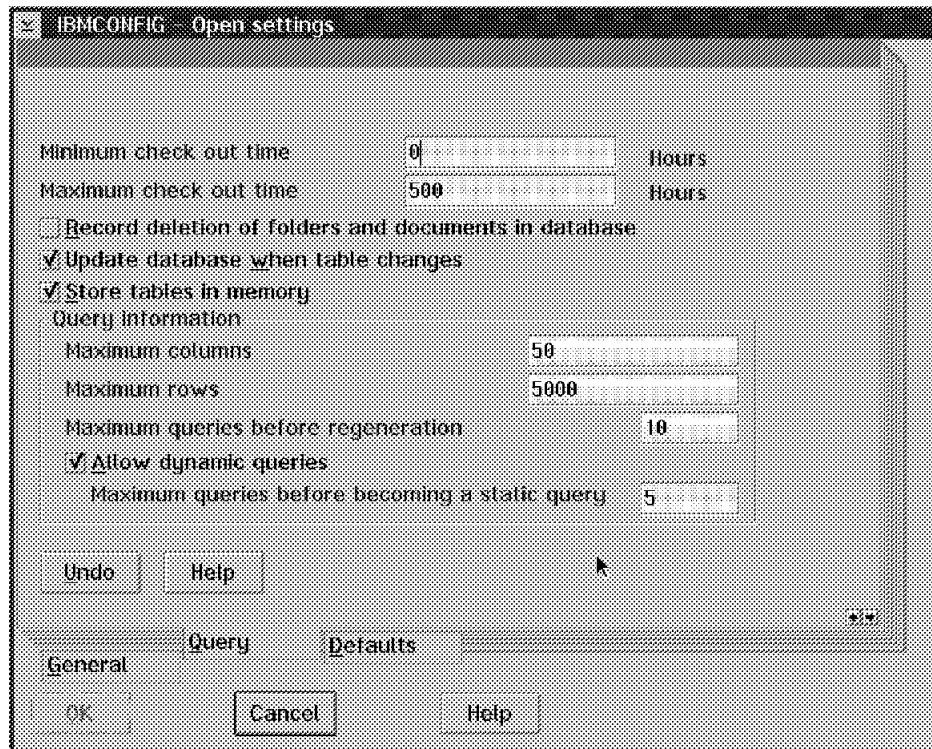 IBMCONFIG - Open settings
Minimum check out time 0 Hours
Maximum check out time 500 Hours
Record deletion of folders and documents in database
Update database when table changes
Store tables in memory
Query information
Maximum columns 50
Maximum rows 5000
Maximum queries before regeneration 10
Allow dynamic queries
Maximum queries before becoming a static query 5
Undo Help
Query Defaults
General
OK Cancel Help